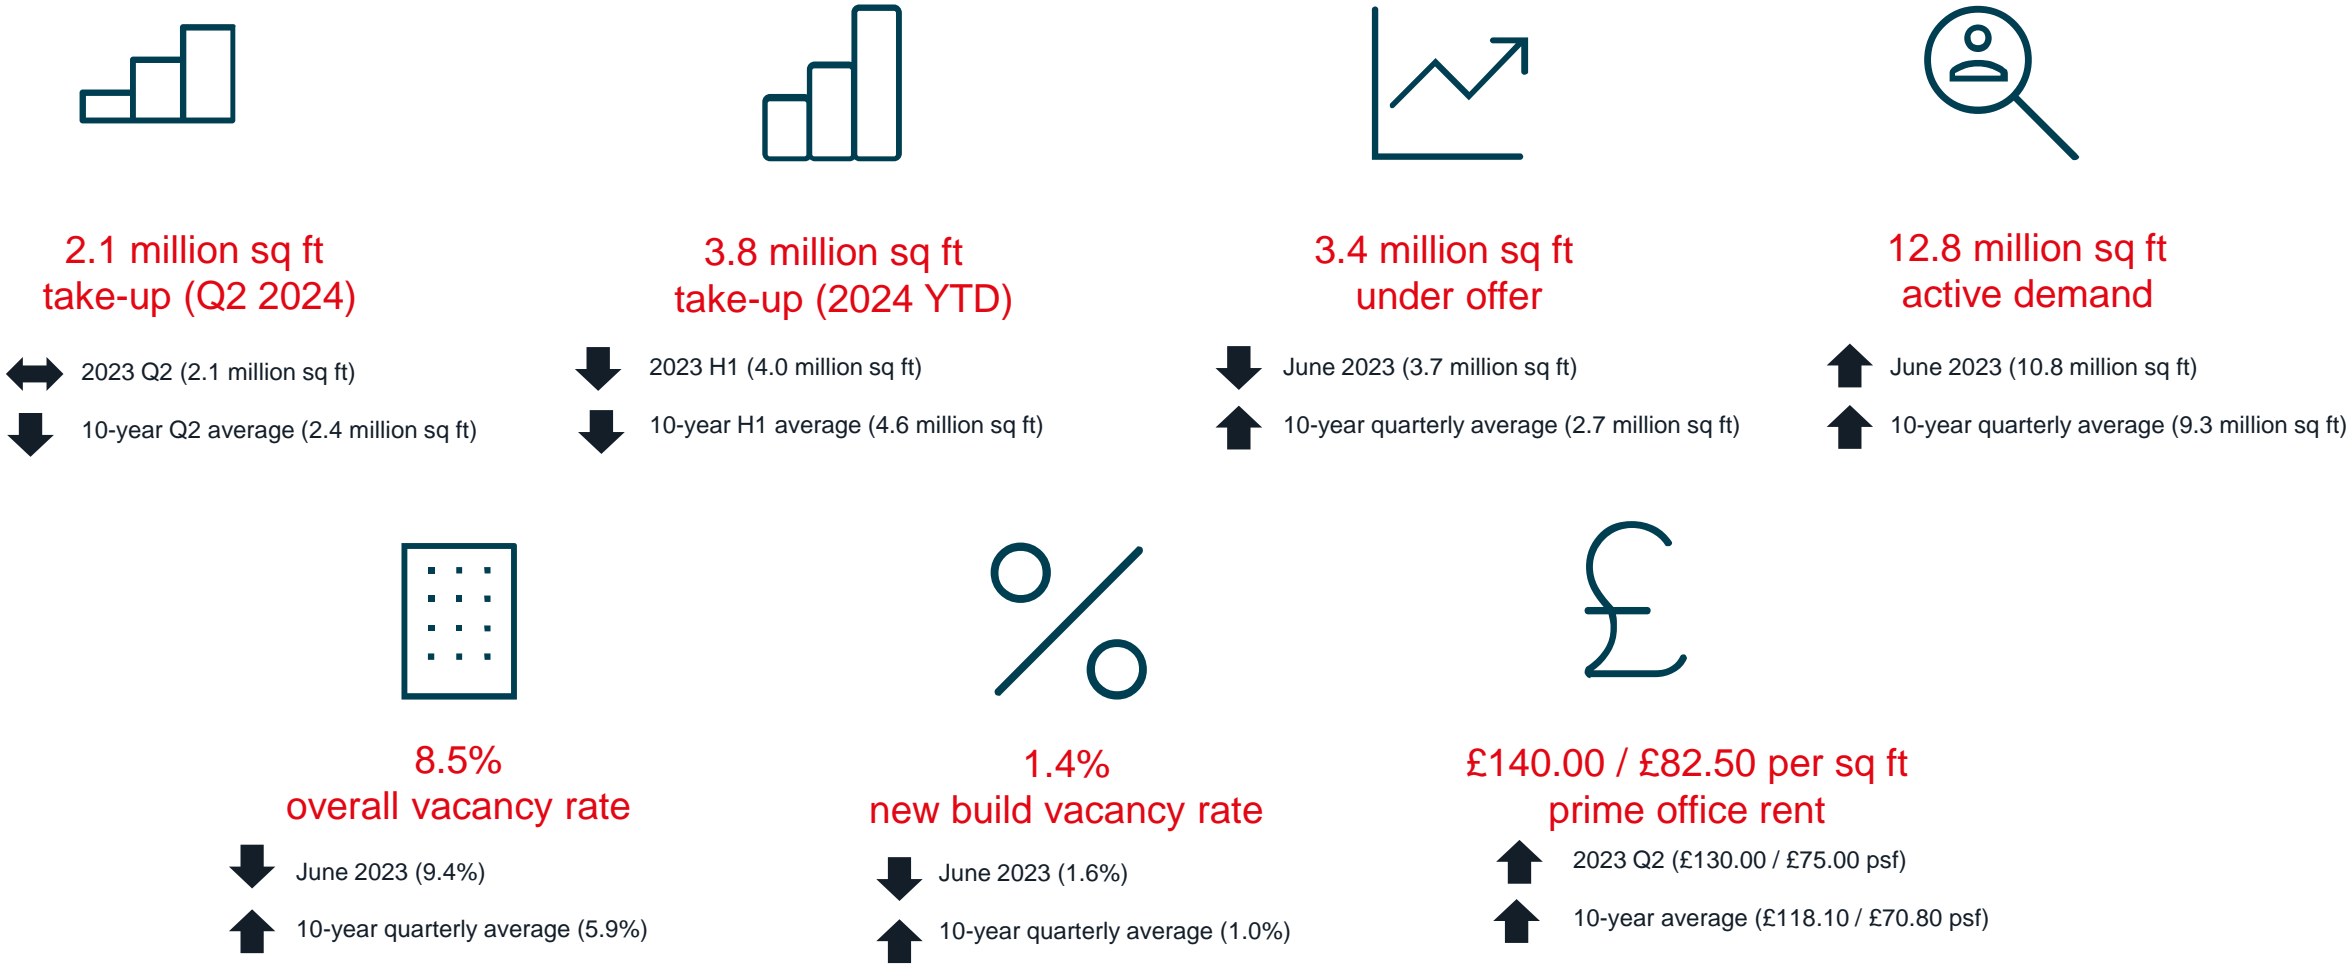 2.1 million sq ft
take-up (Q2 2024)
2023 Q2 (2.1 million sq ft)
10-year Q2 average (2.4 million sq ft)
3.8 million sq ft
take-up (2024 YTD)
2023 H1 (4.0 million sq ft)
10-year H1 average (4.6 million sq ft)
3.4 million sq ft
under offer
June 2023 (3.7 million sq ft)
10-year quarterly average (2.7 million sq ft)
12.8 million sq ft
active demand
June 2023 (10.8 million sq ft)
10-year quarterly average (9.3 million sq ft)
8.5%
overall vacancy rate
June 2023 (9.4%)
10-year quarterly average (5.9%)
1.4%
new build vacancy rate
June 2023 (1.6%)
10-year quarterly average (1.0%)
£140.00 / £82.50 per sq ft
prime office rent
2023 Q2 (£130.00 / £75.00 psf)
10-year average (£118.10 / £70.80 psf)